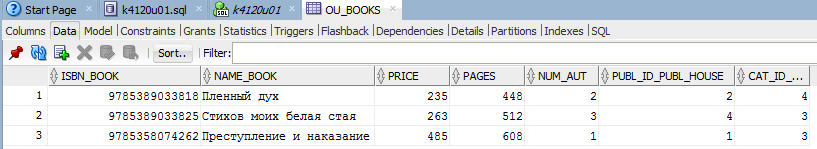 Start Page k4120u01.sql k4120u01 OU_BOOKS
Columns Data Model Constraints Grants Statistics Triggers Flashback Dependencies Details Partitions Indexes SQL
Sort.. Filter:
ISBN_BOOK NAME_BOOK PRICE PAGES NUM_AUT PUBL_ID_PUBL_HOUSE CAT_ID_...
1 9785389033818 Пленный дух 235 448 2 2 4
2 9785389033825 Стихов моих белая стая 263 512 3 4 3
3 9785358074262 Преступление и наказание 485 608 1 1 3